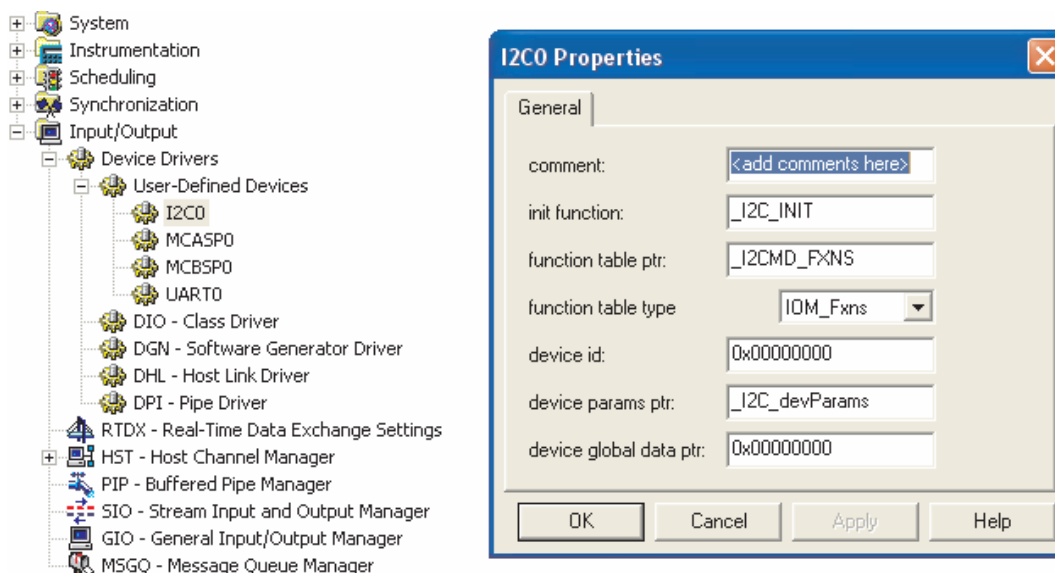 System
Instrumentation
Scheduling
Synchronization
Input/Output
Device Drivers
User-Defined Devices
I2C0
MCASP0
MCBSP0
UART0
DIO - Class Driver
DGN - Software Generator Driver
DHL - Host Link Driver
DPI - Pipe Driver
RTDX - Real-Time Data Exchange Settings
HST - Host Channel Manager
PIP - Buffered Pipe Manager
SIO - Stream Input and Output Manager
GIO - General Input/Output Manager
MSGQ - Message Queue Manager
I2C0 Properties
General
comment: <add comments here>
init function: _I2C_INIT
function table ptr: _I2CMD_FXNS
function table type IOM_Fxns
device id: 0x00000000
device params ptr: _I2C_devParams
device global data ptr: 0x00000000
OK Cancel Apply Help